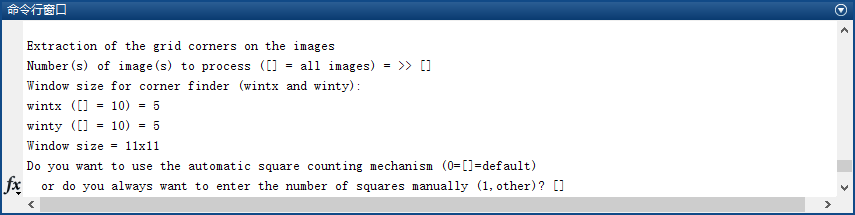 命令行窗口
Extraction of the grid corners on the images
Number(s) of image(s) to process ([] = all images) = >> []
Window size for corner finder (wintx and winty):
wintx ([] = 10) = 5
winty ([] = 10) = 5
Window size = 11x11
Do you want to use the automatic square counting mechanism (0=[]=default)
  or do you always want to enter the number of squares manually (1,other)? []
fx